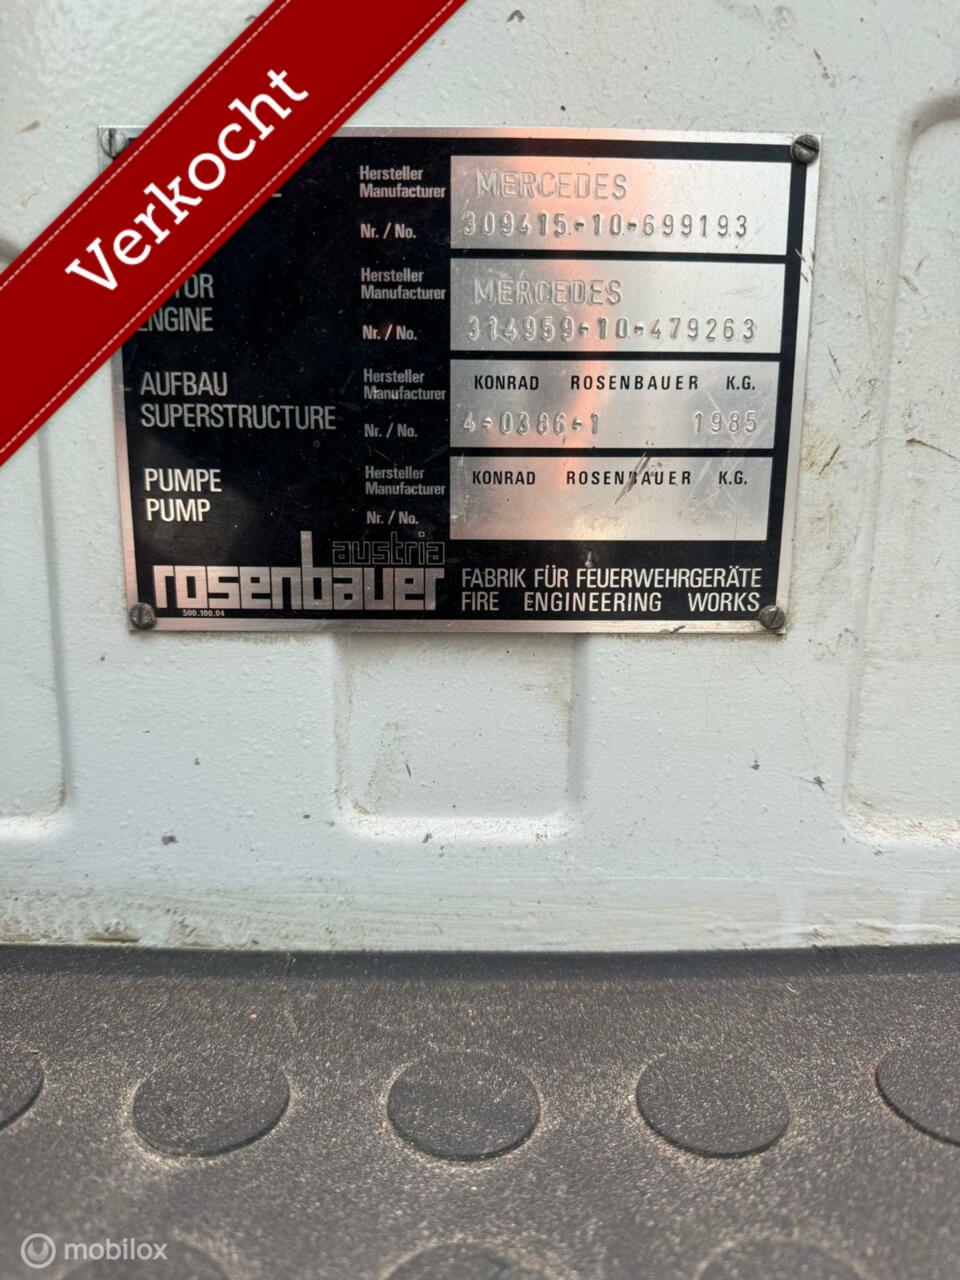 Verkocht
Hersteller
Manufacturer
MERCEDES
Nr. / No.
309415-10-699193
ENGINE
Hersteller
Manufacturer
MERCEDES
Nr. / No.
314959-10-479263
AUFBAU
SUPERSTRUCTURE
Hersteller
Manufacturer
KONRAD ROSENBAUER K.G.
Nr. / No.
4-0386-1 1985
PUMPE
PUMP
Hersteller
Manufacturer
KONRAD ROSENBAUER K.G.
Nr. / No.
austria
rosenbauer
500.100.04
FABRIK FÜR FEUERWEHRGERÄTE
FIRE ENGINEERING WORKS
mobilox